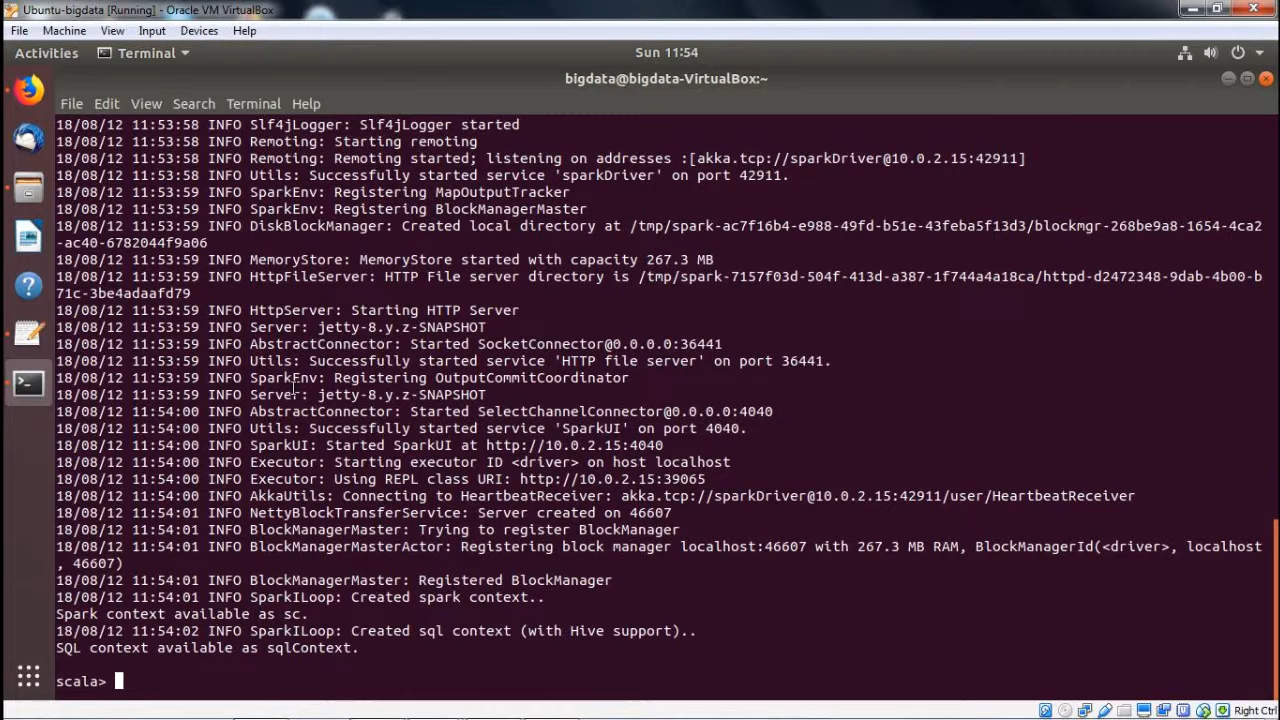 Ubuntu-bigdata [Running] - Oracle VM VirtualBox
File Machine View Input Devices Help
Activities Terminal Sun 11:54
bigdata@bigdata-VirtualBox:~
File Edit View Search Terminal Help
18/08/12 11:53:58 INFO Slf4jLogger: Slf4jLogger started
18/08/12 11:53:58 INFO Remoting: Starting remoting
18/08/12 11:53:58 INFO Remoting: Remoting started; listening on addresses :[akka.tcp://sparkDriver@10.0.2.15:42911]
18/08/12 11:53:58 INFO Utils: Successfully started service 'sparkDriver' on port 42911.
18/08/12 11:53:59 INFO SparkEnv: Registering MapOutputTracker
18/08/12 11:53:59 INFO SparkEnv: Registering BlockManagerMaster
18/08/12 11:53:59 INFO DiskBlockManager: Created local directory at /tmp/spark-ac7f16b4-e988-49fd-b51e-43feba5f13d3/blockmgr-268be9a8-1654-4ca2
-ac40-6782044f9a06
18/08/12 11:53:59 INFO MemoryStore: MemoryStore started with capacity 267.3 MB
18/08/12 11:53:59 INFO HttpFileServer: HTTP File server directory is /tmp/spark-7157f03d-504f-413d-a387-1f744a4a18ca/httpd-d2472348-9dab-4b00-b
71c-3be4adaafd79
18/08/12 11:53:59 INFO HttpServer: Starting HTTP Server
18/08/12 11:53:59 INFO Server: jetty-8.y.z-SNAPSHOT
18/08/12 11:53:59 INFO AbstractConnector: Started SocketConnector@0.0.0.0:36441
18/08/12 11:53:59 INFO Utils: Successfully started service 'HTTP file server' on port 36441.
18/08/12 11:53:59 INFO SparkEnv: Registering OutputCommitCoordinator
18/08/12 11:53:59 INFO Server: jetty-8.y.z-SNAPSHOT
18/08/12 11:54:00 INFO AbstractConnector: Started SelectChannelConnector@0.0.0.0:4040
18/08/12 11:54:00 INFO Utils: Successfully started service 'SparkUI' on port 4040.
18/08/12 11:54:00 INFO SparkUI: Started SparkUI at http://10.0.2.15:4040
18/08/12 11:54:00 INFO Executor: Starting executor ID <driver> on host localhost
18/08/12 11:54:00 INFO Executor: Using REPL class URI: http://10.0.2.15:39065
18/08/12 11:54:00 INFO AkkaUtils: Connecting to HeartbeatReceiver: akka.tcp://sparkDriver@10.0.2.15:42911/user/HeartbeatReceiver
18/08/12 11:54:01 INFO NettyBlockTransferService: Server created on 46607
18/08/12 11:54:01 INFO BlockManagerMaster: Trying to register BlockManager
18/08/12 11:54:01 INFO BlockManagerMasterActor: Registering block manager localhost:46607 with 267.3 MB RAM, BlockManagerId(<driver>, localhost
, 46607)
18/08/12 11:54:01 INFO BlockManagerMaster: Registered BlockManager
18/08/12 11:54:01 INFO SparkILoop: Created spark context..
Spark context available as sc.
18/08/12 11:54:02 INFO SparkILoop: Created sql context (with Hive support)..
SQL context available as sqlContext.
scala>
Right Ctrl